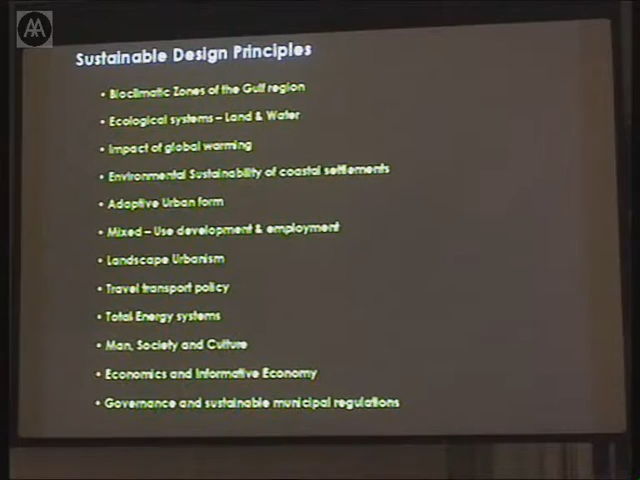 AA
Sustainable Design Principles
• Bioclimatic Zones of the Gulf region
• Ecological systems – Land & Water
• Impact of global warming
• Environmental Sustainability of coastal settlements
• Adaptive Urban form
• Mixed – Use development & employment
• Landscape Urbanism
• Travel transport policy
• Total Energy systems
• Man, Society and Culture
• Economics and Informative Economy
• Governance and sustainable municipal regulations